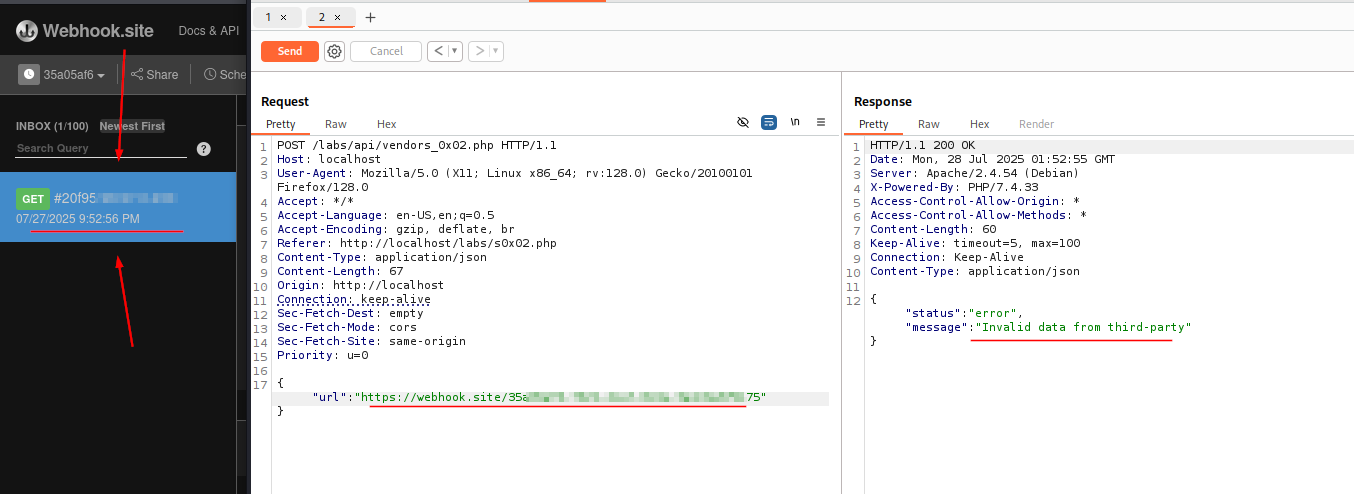 Webhook.site Docs & API
35a05af6 Share Sche
INBOX (1/100) Newest First
Search Query ?
GET #20f95
07/27/2025 9:52:56 PM
1 × 2 × +
Send Cancel < >
Request
Pretty Raw Hex \n
1 POST /labs/api/vendors_0x02.php HTTP/1.1
2 Host: localhost
3 User-Agent: Mozilla/5.0 (X11; Linux x86_64; rv:128.0) Gecko/20100101
Firefox/128.0
4 Accept: */*
5 Accept-Language: en-US,en;q=0.5
6 Accept-Encoding: gzip, deflate, br
7 Referer: http://localhost/labs/s0x02.php
8 Content-Type: application/json
9 Content-Length: 67
10 Origin: http://localhost
11 Connection: keep-alive
12 Sec-Fetch-Dest: empty
13 Sec-Fetch-Mode: cors
14 Sec-Fetch-Site: same-origin
15 Priority: u=0
16
17 {
"url":"https://webhook.site/35a 75"
}
Response
Pretty Raw Hex Render
1 HTTP/1.1 200 OK
2 Date: Mon, 28 Jul 2025 01:52:55 GMT
3 Server: Apache/2.4.54 (Debian)
4 X-Powered-By: PHP/7.4.33
5 Access-Control-Allow-Origin: *
6 Access-Control-Allow-Methods: *
7 Content-Length: 60
8 Keep-Alive: timeout=5, max=100
9 Connection: Keep-Alive
10 Content-Type: application/json
11
12 {
"status":"error",
"message":"Invalid data from third-party"
}